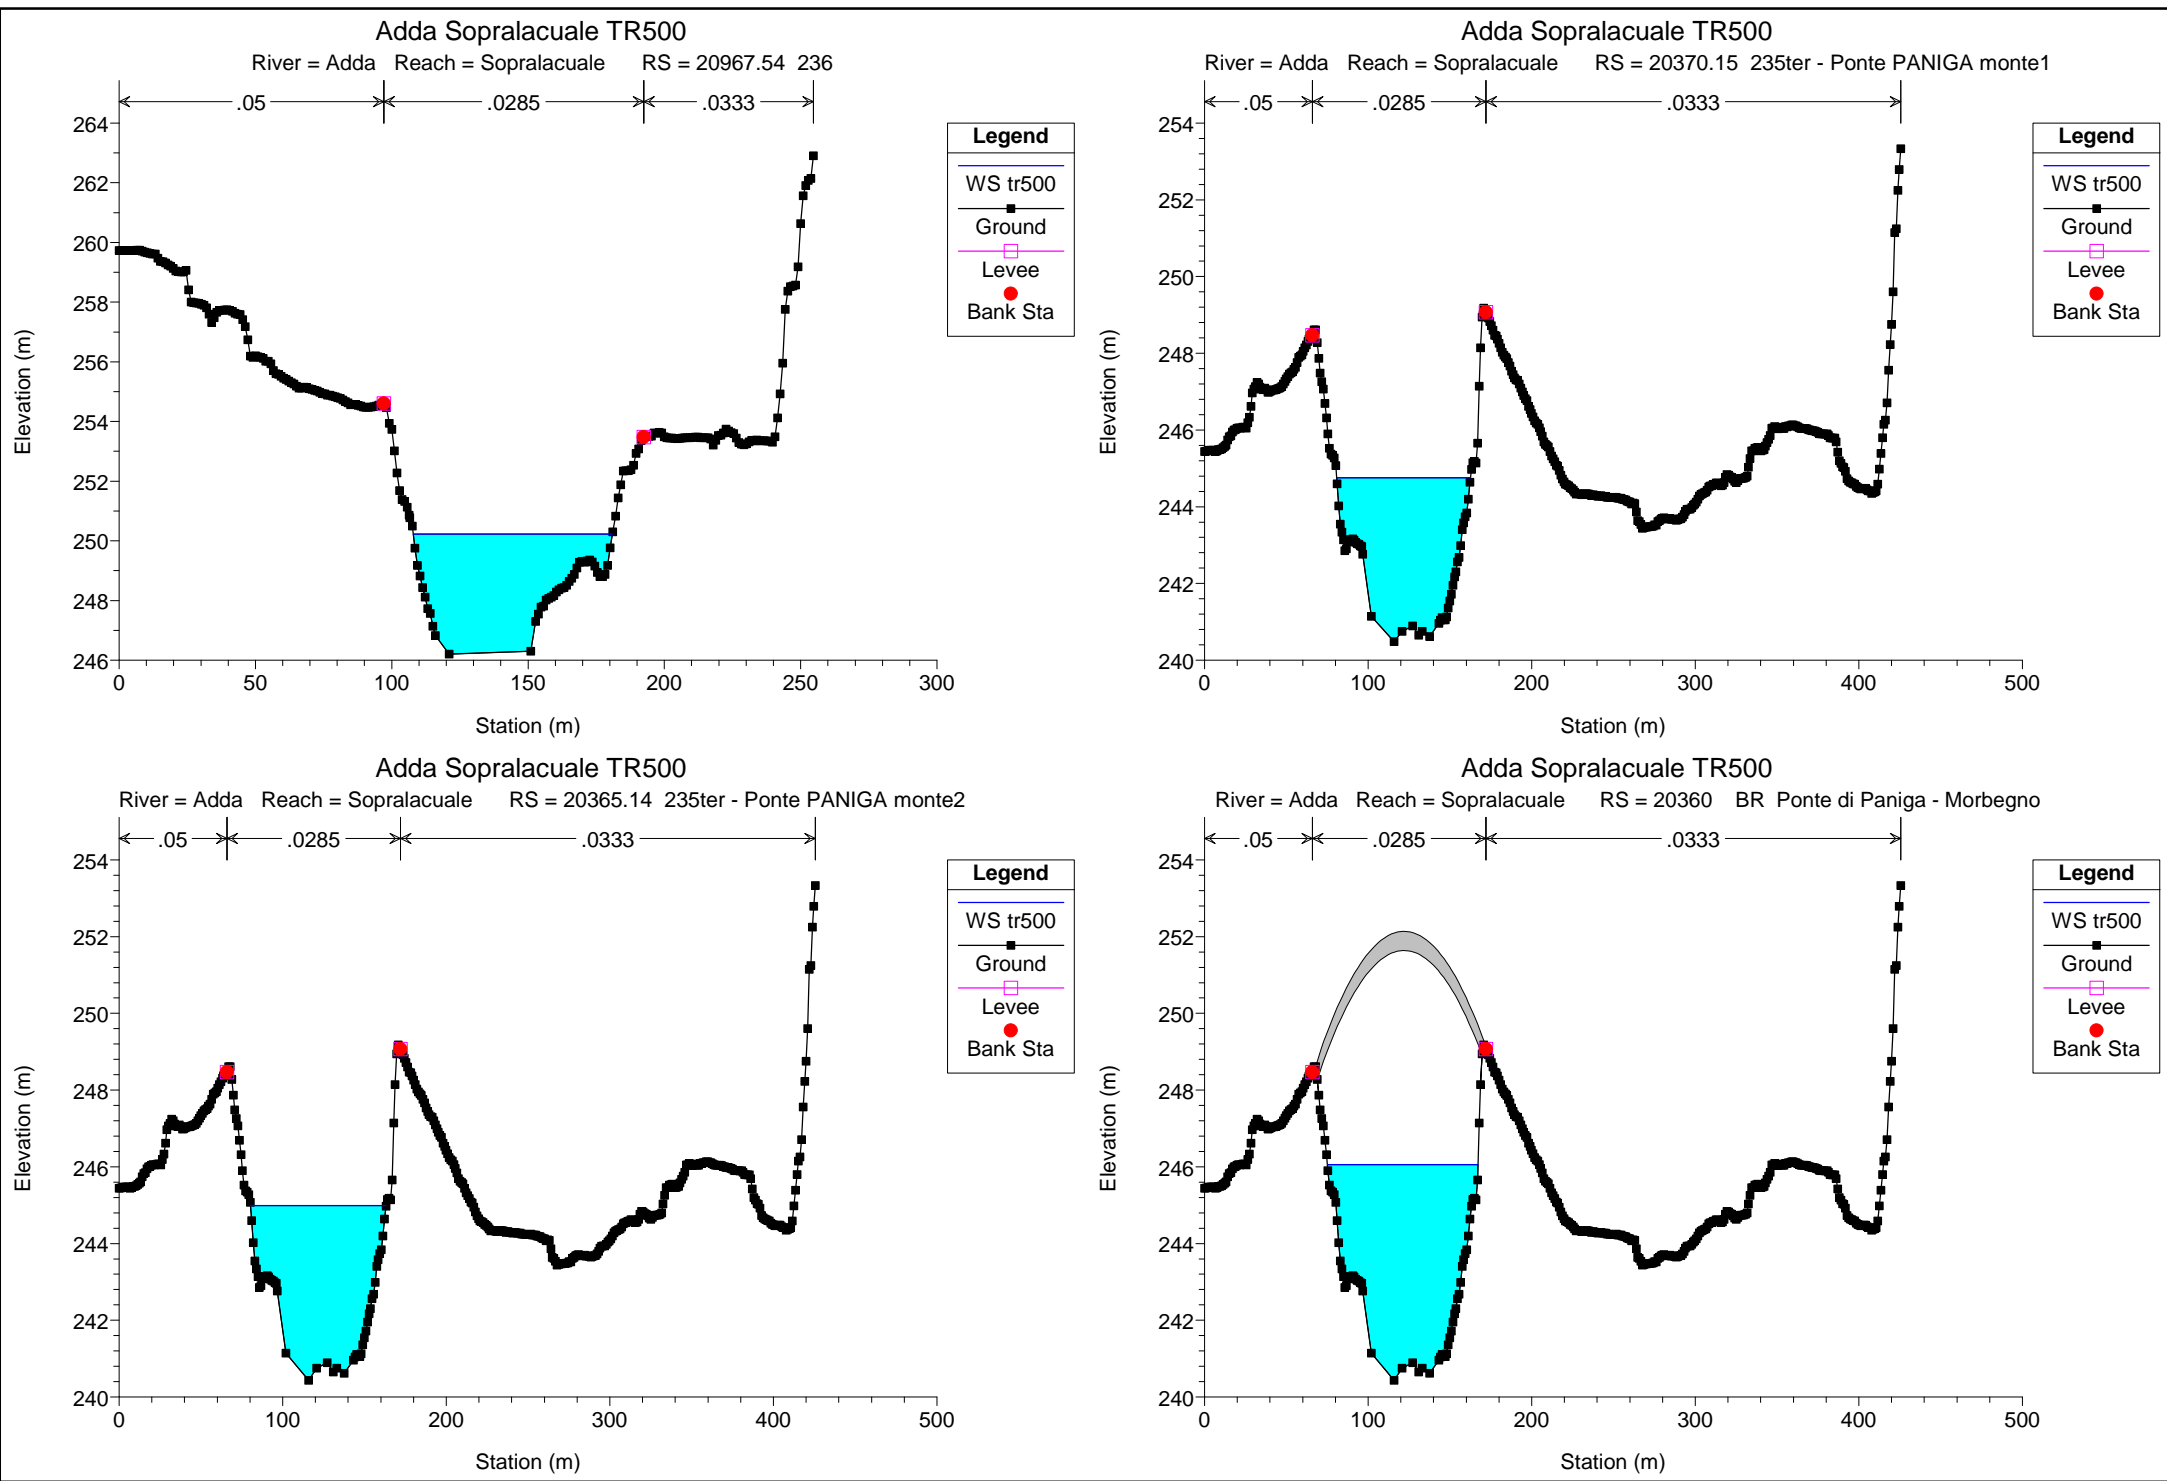 Adda Sopralacuale TR500
River = Adda   Reach = Sopralacuale      RS = 20967.54  236
.05
.0285
.0333
264
262
260
258
256
254
252
250
248
246
0
50
100
150
200
250
300
Elevation (m)
Station (m)
Legend
WS tr500
Ground
Levee
Bank Sta
Adda Sopralacuale TR500
River = Adda   Reach = Sopralacuale      RS = 20370.15  235ter - Ponte PANIGA monte1
.05
.0285
.0333
254
252
250
248
246
244
242
240
0
100
200
300
400
500
Elevation (m)
Station (m)
Legend
WS tr500
Ground
Levee
Bank Sta
Adda Sopralacuale TR500
River = Adda   Reach = Sopralacuale      RS = 20365.14  235ter - Ponte PANIGA monte2
.05
.0285
.0333
254
252
250
248
246
244
242
240
0
100
200
300
400
500
Elevation (m)
Station (m)
Legend
WS tr500
Ground
Levee
Bank Sta
Adda Sopralacuale TR500
River = Adda   Reach = Sopralacuale      RS = 20360    BR  Ponte di Paniga - Morbegno
.05
.0285
.0333
254
252
250
248
246
244
242
240
0
100
200
300
400
500
Elevation (m)
Station (m)
Legend
WS tr500
Ground
Levee
Bank Sta